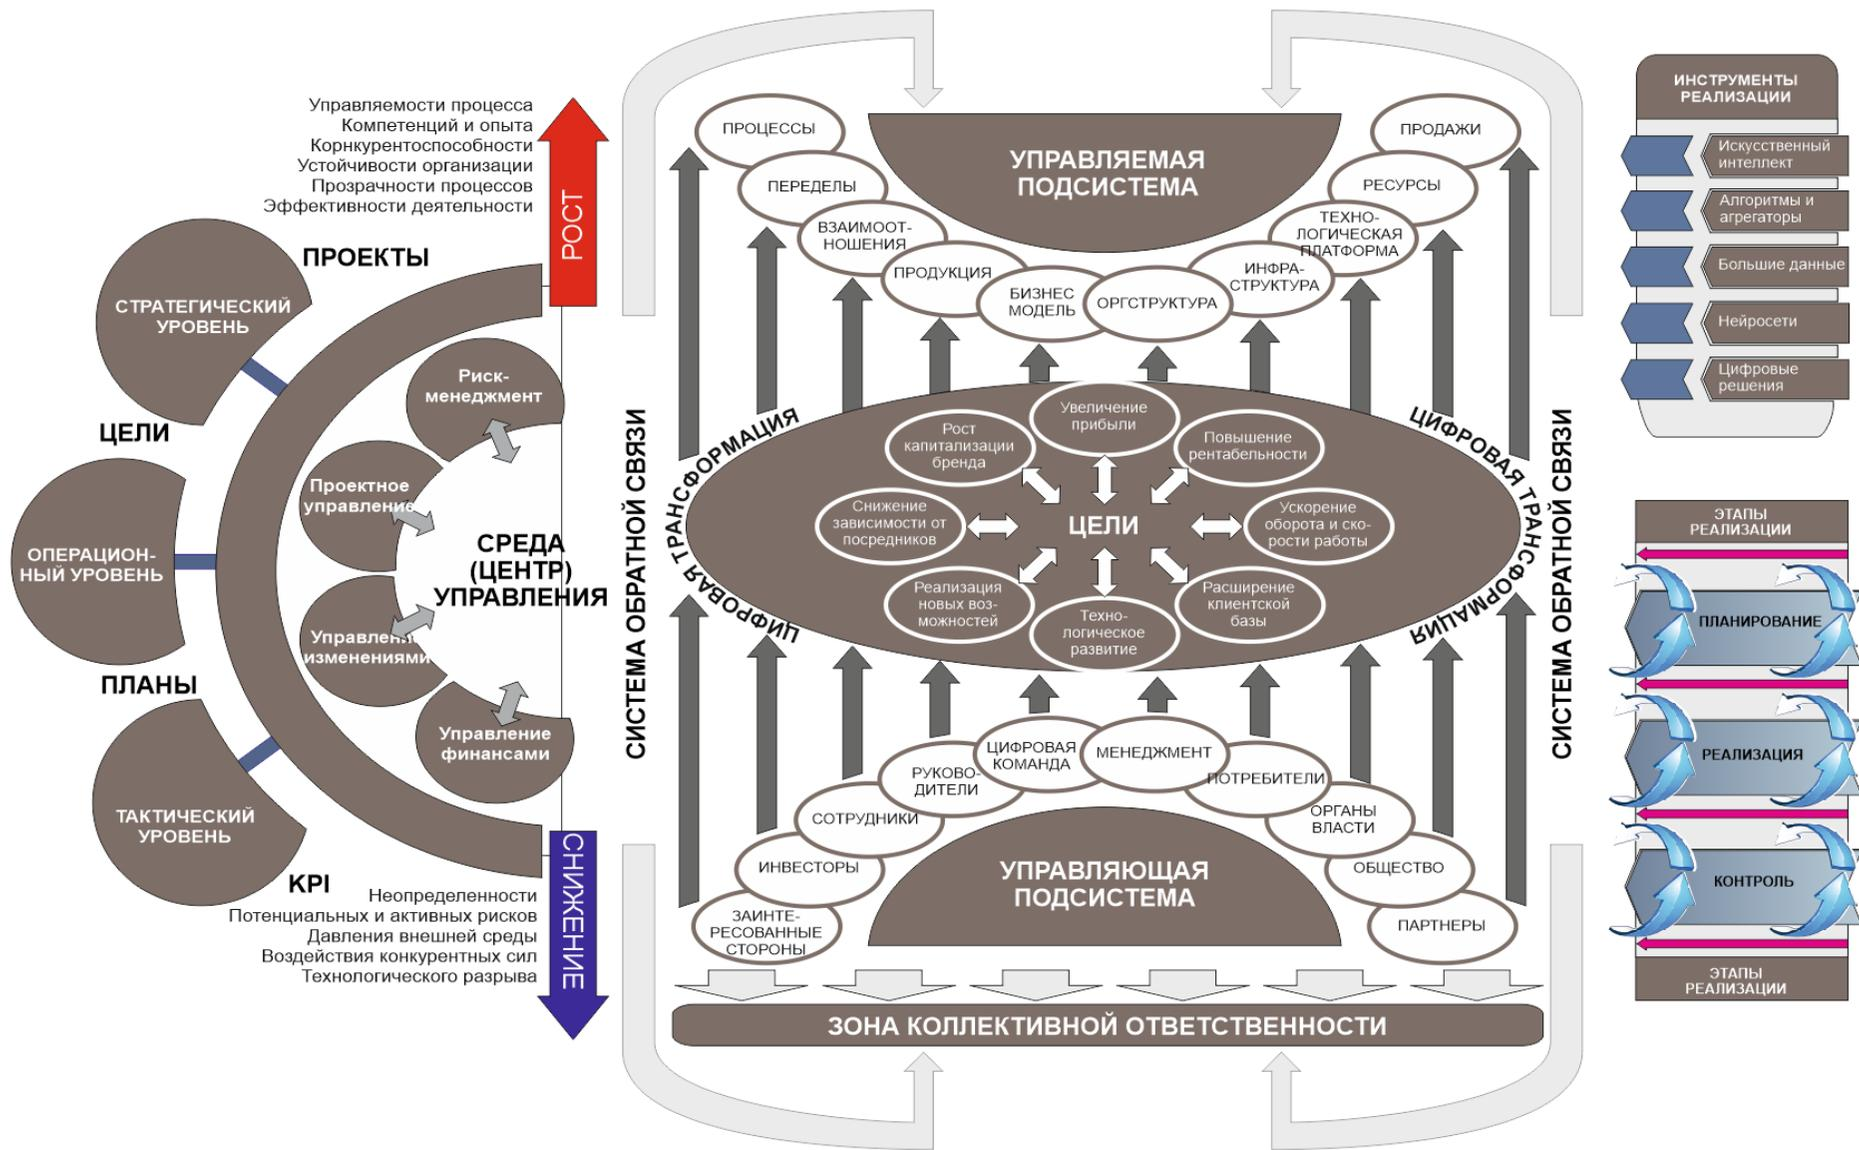 Управляемости процесса
Компетенций и опыта
Корнкурентоспособности
Устойчивости организации
Прозрачности процессов
Эффективности деятельности
РОСТ
ПРОЕКТЫ
СТРАТЕГИЧЕСКИЙ
УРОВЕНЬ
ЦЕЛИ
ОПЕРАЦИОН-
НЫЙ УРОВЕНЬ
ПЛАНЫ
ТАКТИЧЕСКИЙ
УРОВЕНЬ
KPI
Риск-
менеджмент
Проектное
управление
Управление
изменениями
Управление
финансами
СРЕДА
(ЦЕНТР)
УПРАВЛЕНИЯ
СНИЖЕНИЕ
Неопределенности
Потенциальных и активных рисков
Давления внешней среды
Воздействия конкурентных сил
Технологического разрыва
СИСТЕМА ОБРАТНОЙ СВЯЗИ
УПРАВЛЯЕМАЯ
ПОДСИСТЕМА
ПРОЦЕССЫ
ПЕРЕДЕЛЫ
ВЗАИМООТ-
НОШЕНИЯ
ПРОДУКЦИЯ
БИЗНЕС
МОДЕЛЬ
ОРГСТРУКТУРА
ИНФРА-
СТРУКТУРА
ТЕХНО-
ЛОГИЧЕСКАЯ
ПЛАТФОРМА
РЕСУРСЫ
ПРОДАЖИ
ЦИФРОВАЯ ТРАНСФОРМАЦИЯ
ЦИФРОВАЯ ТРАНСФОРМАЦИЯ
Увеличение
прибыли
Рост
капитализации
бренда
Повышение
рентабельности
Снижение
зависимости от
посредников
ЦЕЛИ
Ускорение
оборота и ско-
рости работы
Реализация
новых воз-
можностей
Техно-
логическое
развитие
Расширение
клиентской
базы
СИСТЕМА ОБРАТНОЙ СВЯЗИ
ЦИФРОВАЯ
КОМАНДА
МЕНЕДЖМЕНТ
РУКОВО-
ДИТЕЛИ
ПОТРЕБИТЕЛИ
СОТРУДНИКИ
ОРГАНЫ
ВЛАСТИ
ИНВЕСТОРЫ
ОБЩЕСТВО
ЗАИНТЕ-
РЕСОВАННЫЕ
СТОРОНЫ
ПАРТНЕРЫ
УПРАВЛЯЮЩАЯ
ПОДСИСТЕМА
ЗОНА КОЛЛЕКТИВНОЙ ОТВЕТСТВЕННОСТИ
ИНСТРУМЕНТЫ
РЕАЛИЗАЦИИ
Искусственный
интеллект
Алгоритмы и
агрегаторы
Большие данные
Нейросети
Цифровые
решения
ЭТАПЫ
РЕАЛИЗАЦИИ
ПЛАНИРОВАНИЕ
РЕАЛИЗАЦИЯ
КОНТРОЛЬ
ЭТАПЫ
РЕАЛИЗАЦИИ